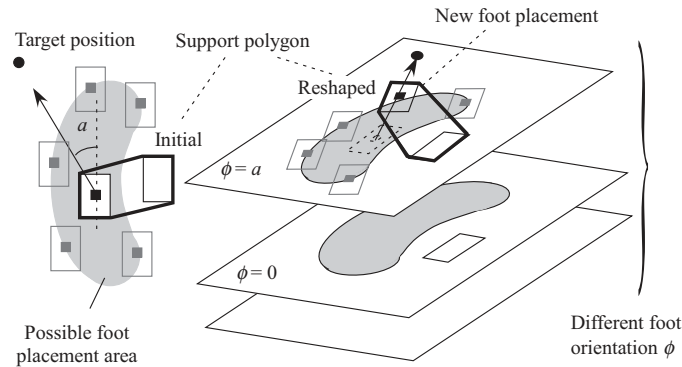 New foot placement
Target position
Support polygon
Reshaped
a
Initial
ϕ = a
ϕ = 0
Possible foot
placement area
Different foot
orientation ϕ